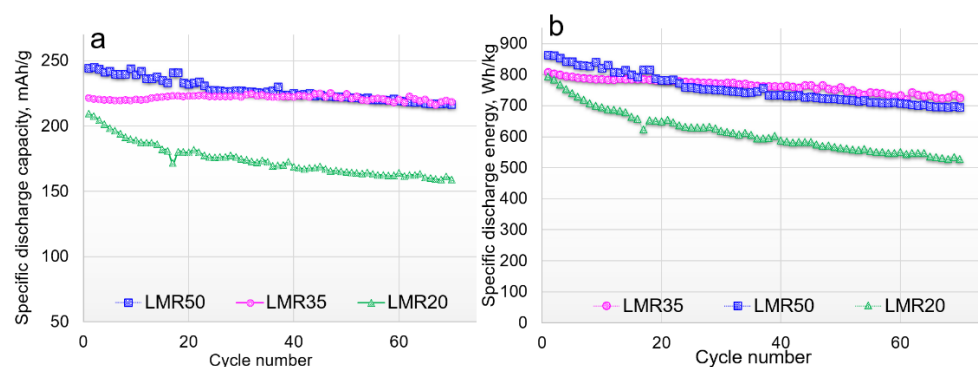 a
Specific discharge capacity, mAh/g
250
200
150
100
50
0
20
40
60
LMR50
LMR35
LMR20
Cycle number
b
Specific discharge energy, Wh/kg
900
800
700
600
500
400
300
200
100
0
0
20
40
60
LMR35
LMR50
LMR20
Cycle number